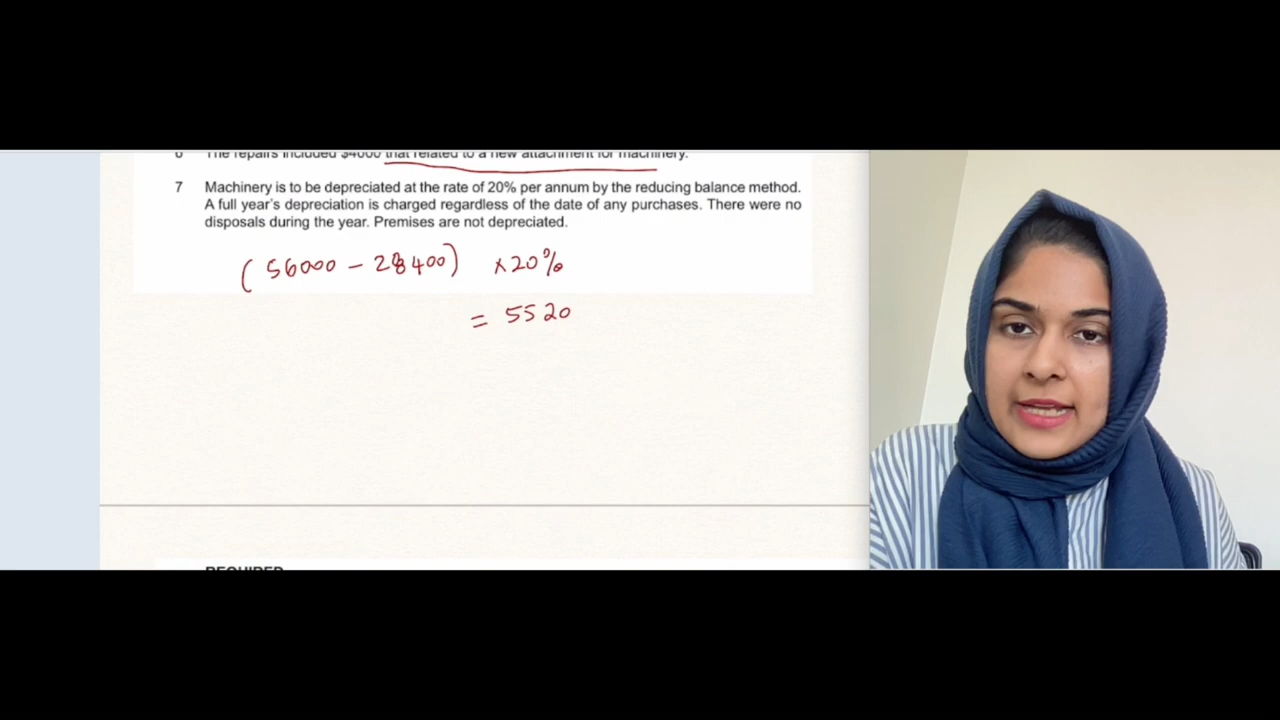 6 The repairs included $4000 that related to a new attachment for machinery.
7 Machinery is to be depreciated at the rate of 20% per annum by the reducing balance method.
A full year's depreciation is charged regardless of the date of any purchases. There were no
disposals during the year. Premises are not depreciated.
(56000 - 28400) ×20%
= 5520
REQUIRED